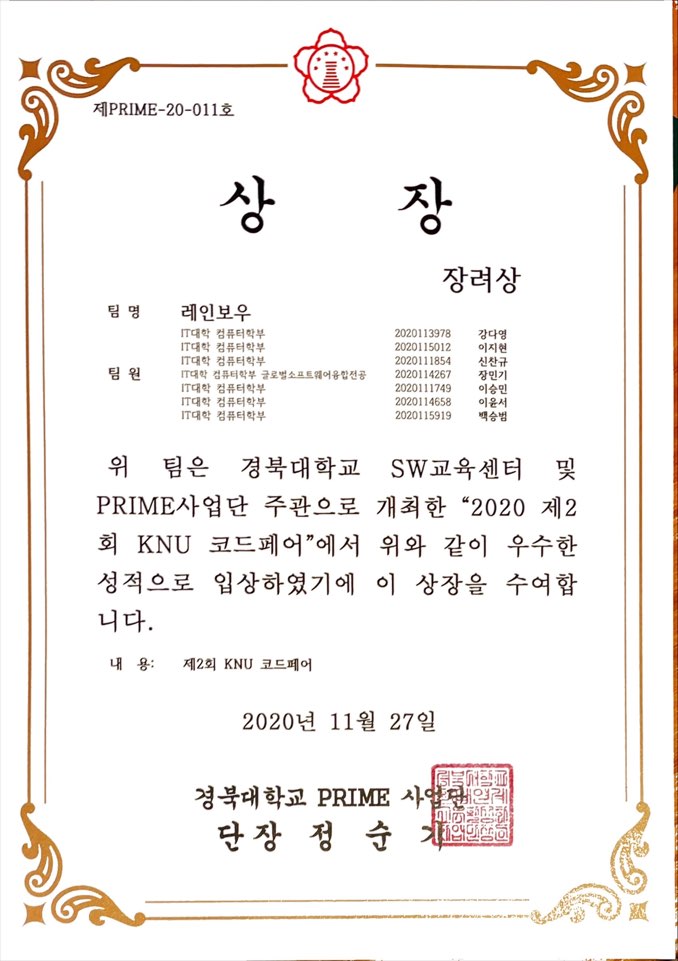 제PRIME-20-011호
상 장
장려상
팀 명 레인보우
IT대학 컴퓨터학부 2020113978 강다영
IT대학 컴퓨터학부 2020115012 이지현
IT대학 컴퓨터학부 2020111854 신찬규
팀 원 IT대학 컴퓨터학부 글로벌소프트웨어융합전공 2020114267 장민기
IT대학 컴퓨터학부 2020111749 이승민
IT대학 컴퓨터학부 2020114658 이윤서
IT대학 컴퓨터학부 2020115919 백승범
위 팀은 경북대학교 SW교육센터 및
PRIME사업단 주관으로 개최한 “2020 제2
회 KNU 코드페어”에서 위와 같이 우수한
성적으로 입상하였기에 이 상장을 수여합
니다.
내 용: 제2회 KNU 코드페어
2020년 11월 27일
경북대학교 PRIME 사업단
단장 정 순 기